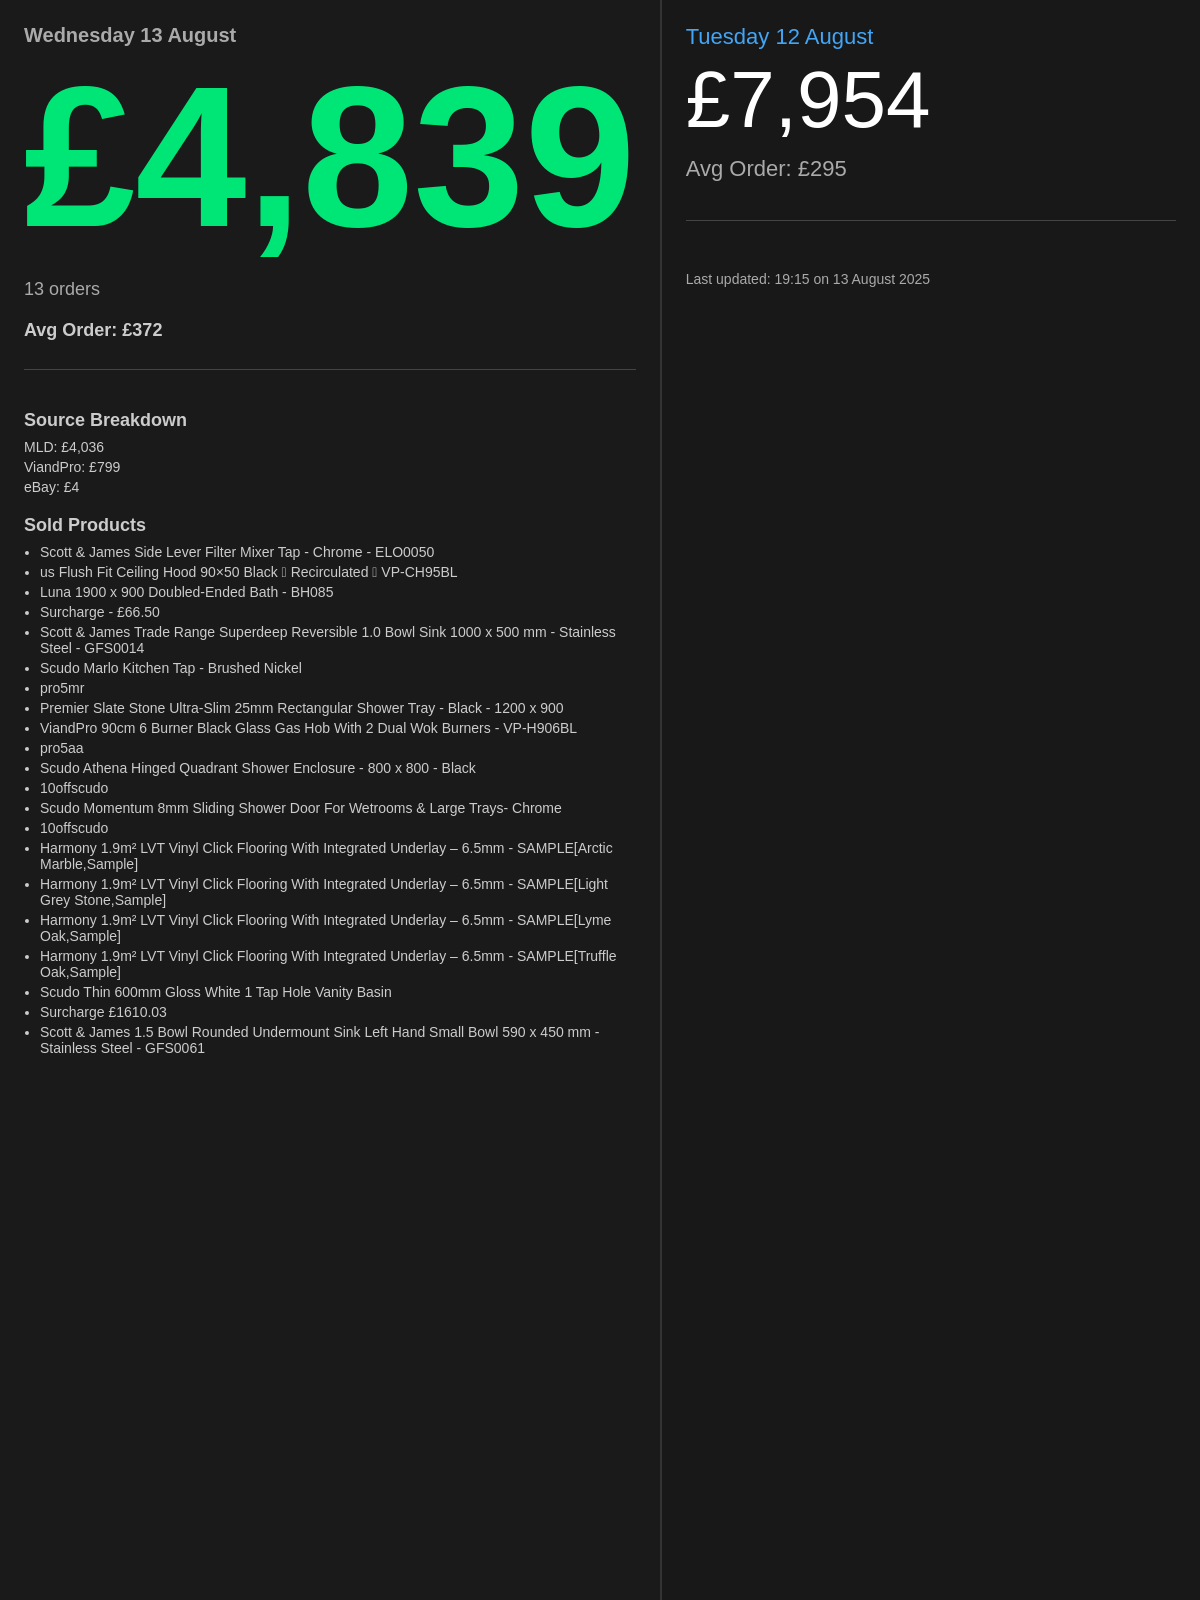 Wednesday 13 August
£4,839
13 orders
Avg Order: £372
Source Breakdown
MLD: £4,036
ViandPro: £799
eBay: £4
Sold Products
• Scott & James Side Lever Filter Mixer Tap - Chrome - ELO0050
• us Flush Fit Ceiling Hood 90×50 Black  Recirculated  VP-CH95BL
• Luna 1900 x 900 Doubled-Ended Bath - BH085
• Surcharge - £66.50
• Scott & James Trade Range Superdeep Reversible 1.0 Bowl Sink 1000 x 500 mm - Stainless
Steel - GFS0014
• Scudo Marlo Kitchen Tap - Brushed Nickel
• pro5mr
• Premier Slate Stone Ultra-Slim 25mm Rectangular Shower Tray - Black - 1200 x 900
• ViandPro 90cm 6 Burner Black Glass Gas Hob With 2 Dual Wok Burners - VP-H906BL
• pro5aa
• Scudo Athena Hinged Quadrant Shower Enclosure - 800 x 800 - Black
• 10offscudo
• Scudo Momentum 8mm Sliding Shower Door For Wetrooms & Large Trays- Chrome
• 10offscudo
• Harmony 1.9m² LVT Vinyl Click Flooring With Integrated Underlay – 6.5mm - SAMPLE[Arctic
Marble,Sample]
• Harmony 1.9m² LVT Vinyl Click Flooring With Integrated Underlay – 6.5mm - SAMPLE[Light
Grey Stone,Sample]
• Harmony 1.9m² LVT Vinyl Click Flooring With Integrated Underlay – 6.5mm - SAMPLE[Lyme
Oak,Sample]
• Harmony 1.9m² LVT Vinyl Click Flooring With Integrated Underlay – 6.5mm - SAMPLE[Truffle
Oak,Sample]
• Scudo Thin 600mm Gloss White 1 Tap Hole Vanity Basin
• Surcharge £1610.03
• Scott & James 1.5 Bowl Rounded Undermount Sink Left Hand Small Bowl 590 x 450 mm -
Stainless Steel - GFS0061
Tuesday 12 August
£7,954
Avg Order: £295
Last updated: 19:15 on 13 August 2025